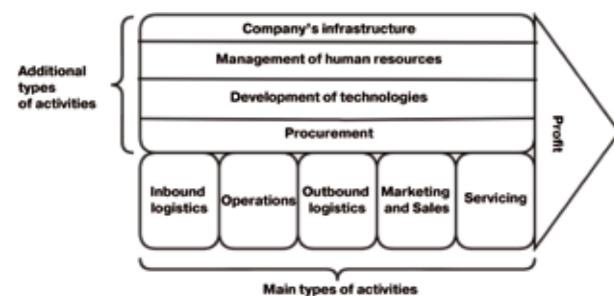 Company's infrastructure
Management of human resources
Development of technologies
Procurement
Additional
types
of activities
Inbound
logistics
Operations
Outbound
logistics
Marketing
and Sales
Servicing
Profit
Main types of activities